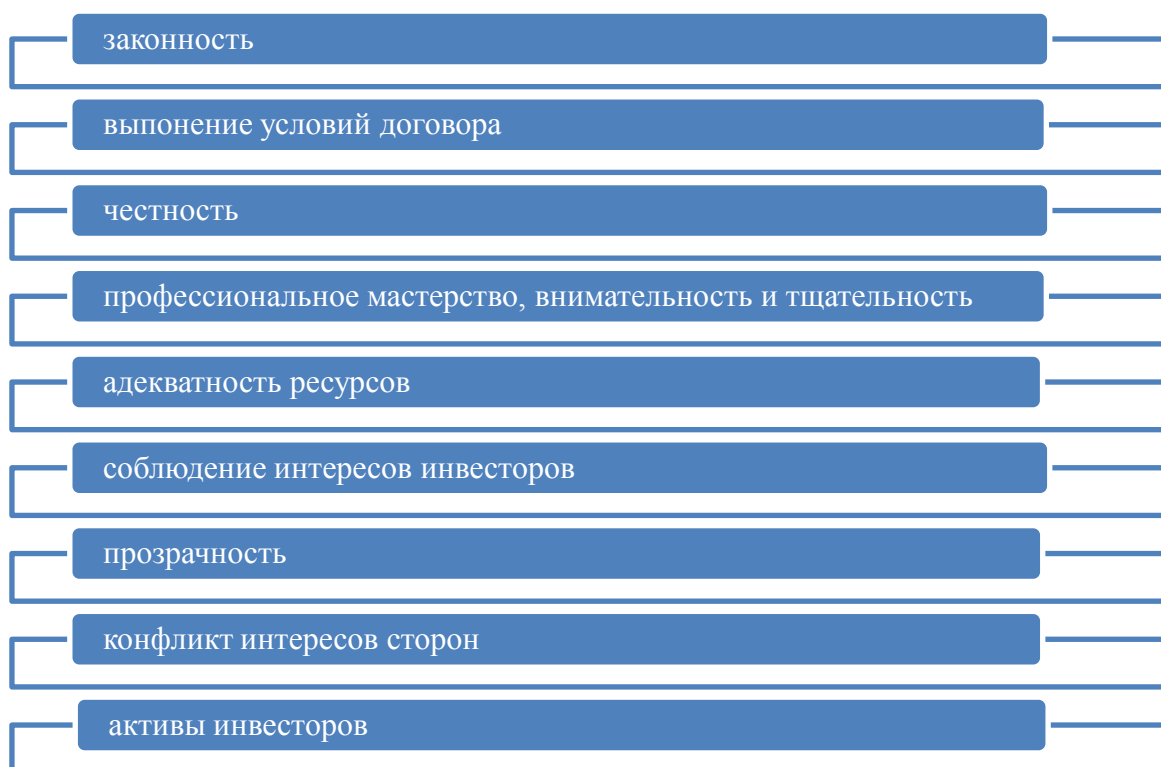 законность
выпонение условий договора
честность
профессиональное мастерство, внимательность и тщательность
адекватность ресурсов
соблюдение интересов инвесторов
прозрачность
конфликт интересов сторон
активы инвесторов